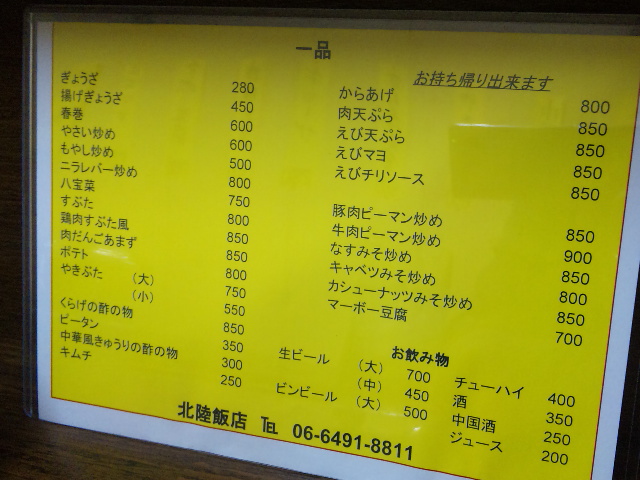 一品
ぎょうざ 280
揚げぎょうざ 450
春巻 600
やさい炒め 600
もやし炒め 500
ニラレバー炒め 800
八宝菜 750
すぶた 800
鶏肉すぶた風 850
肉だんごあまず 850
ポテト 800
やきぶた (大) 750
(小) 550
くらげの酢の物 850
ピータン 350
中華風きゅうりの酢の物 300
キムチ 250
お持ち帰り出来ます
からあげ 800
肉天ぷら 850
えび天ぷら 850
えびマヨ 850
えびチリソース 850
豚肉ピーマン炒め 850
牛肉ピーマン炒め 900
なすみそ炒め 850
キャベツみそ炒め 800
カシューナッツみそ炒め 850
マーボー豆腐 700
お飲み物
生ビール (大) 700
(中) 450
ビンビール (大) 500
チューハイ 400
酒 350
中国酒 250
ジュース 200
北陸飯店 ℡ 06-6491-8811